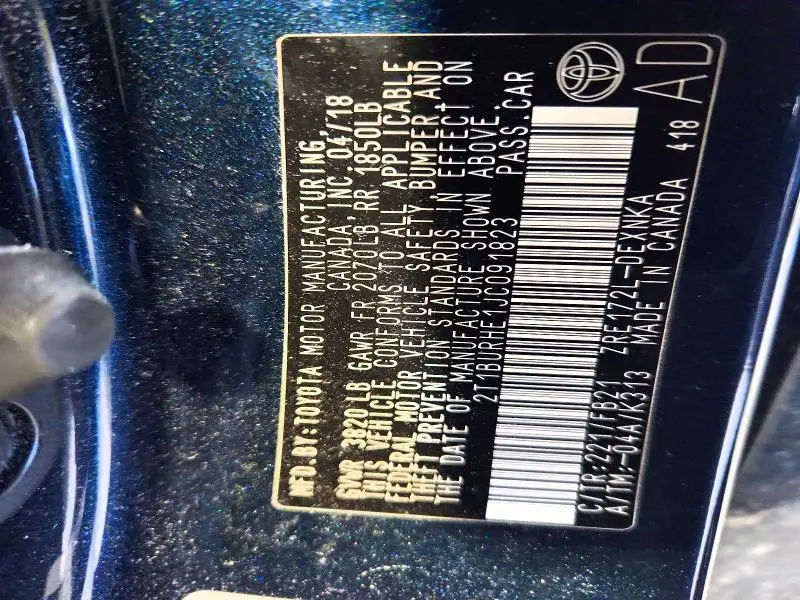 MFD.BY:TOYOTA MOTOR MANUFACTURING,
CANADA, INC. 04/18
GVWR 3820LB GAWR FR 2070LB RR 1850LB
THIS VEHICLE CONFORMS TO ALL APPLICABLE
FEDERAL MOTOR VEHICLE SAFETY, BUMPER, AND
THEFT PREVENTION STANDARDS IN EFFECT ON
THE DATE OF MANUFACTURE SHOWN ABOVE.
2T1BURHE1JC091823 PASS.CAR
C/TR:221/FB21 ZRE172L-DEXNKA
A/TM:-04A/K313 MADE IN CANADA 418
AD